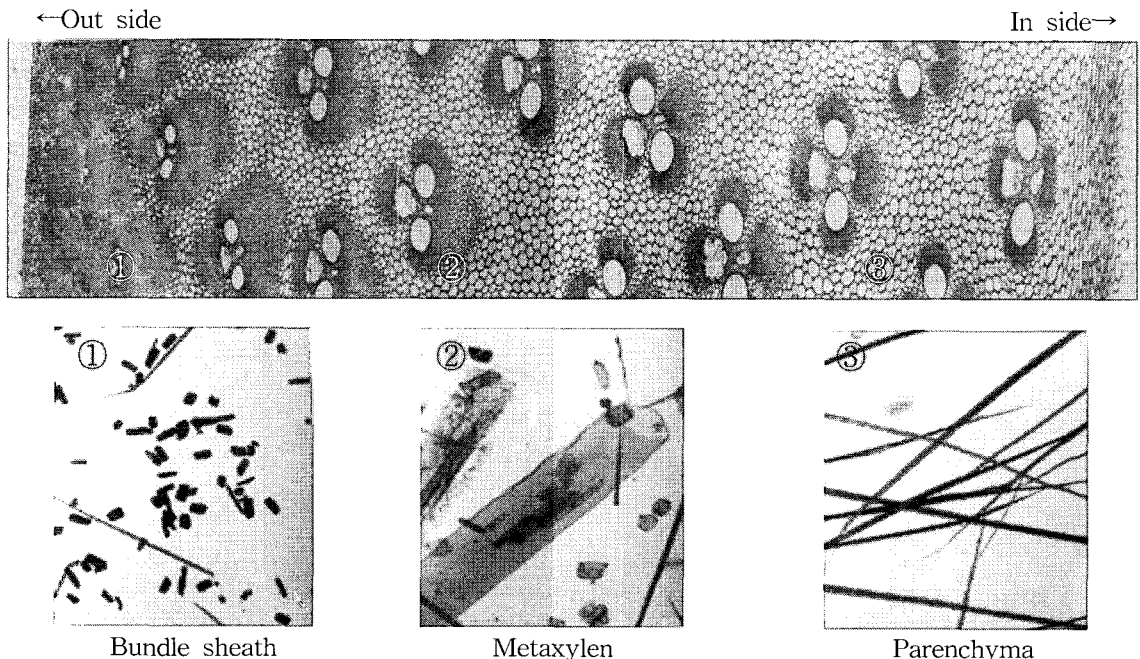 ←Out side
In side→
① ② ③
① ② ③
Bundle sheath
Metaxylen
Parenchyma